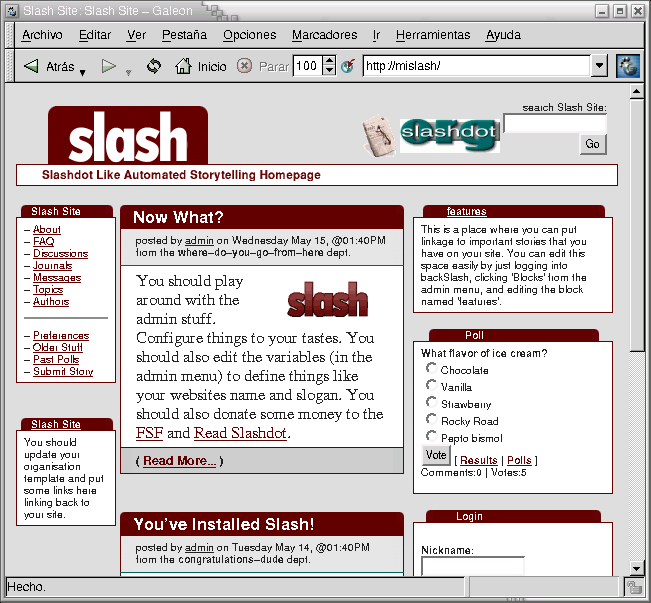 Slash Site: Slash Site – Galeon
Archivo Editar Ver Pestaña Opciones Marcadores Ir Herramientas Ayuda
Atrás Inicio Parar 100 http://mislash/
search Slash Site:
slash
slashdot
org
Go
Slashdot Like Automated Storytelling Homepage
Slash Site
– About
– FAQ
– Discussions
– Journals
– Messages
– Topics
– Authors
– Preferences
– Older Stuff
– Past Polls
– Submit Story
Slash Site
You should
update your
organisation
template and put
some links here
linking back to
your site.
Now What?
posted by admin on Wednesday May 15, @01:40PM
from the where–do–you–go–from–here dept.
You should play
around with the
admin stuff.
slash
Configure things to your tastes. You
should also edit the variables (in the
admin menu) to define things like
your websites name and slogan. You
should also donate some money to the
FSF and Read Slashdot.
( Read More... )
You've Installed Slash!
posted by admin on Tuesday May 14, @01:40PM
from the congratulations–dude dept.
features
This is a place where you can put
linkage to important stories that you
have on your site. You can edit this
space easily by just logging into
backSlash, clicking 'Blocks' from the
admin menu, and editing the block
named 'features'.
Poll
What flavor of ice cream?
Chocolate
Vanilla
Strawberry
Rocky Road
Pepto bismol
Vote [ Results | Polls ]
Comments:0 | Votes:5
Login
Nickname:
Hecho.